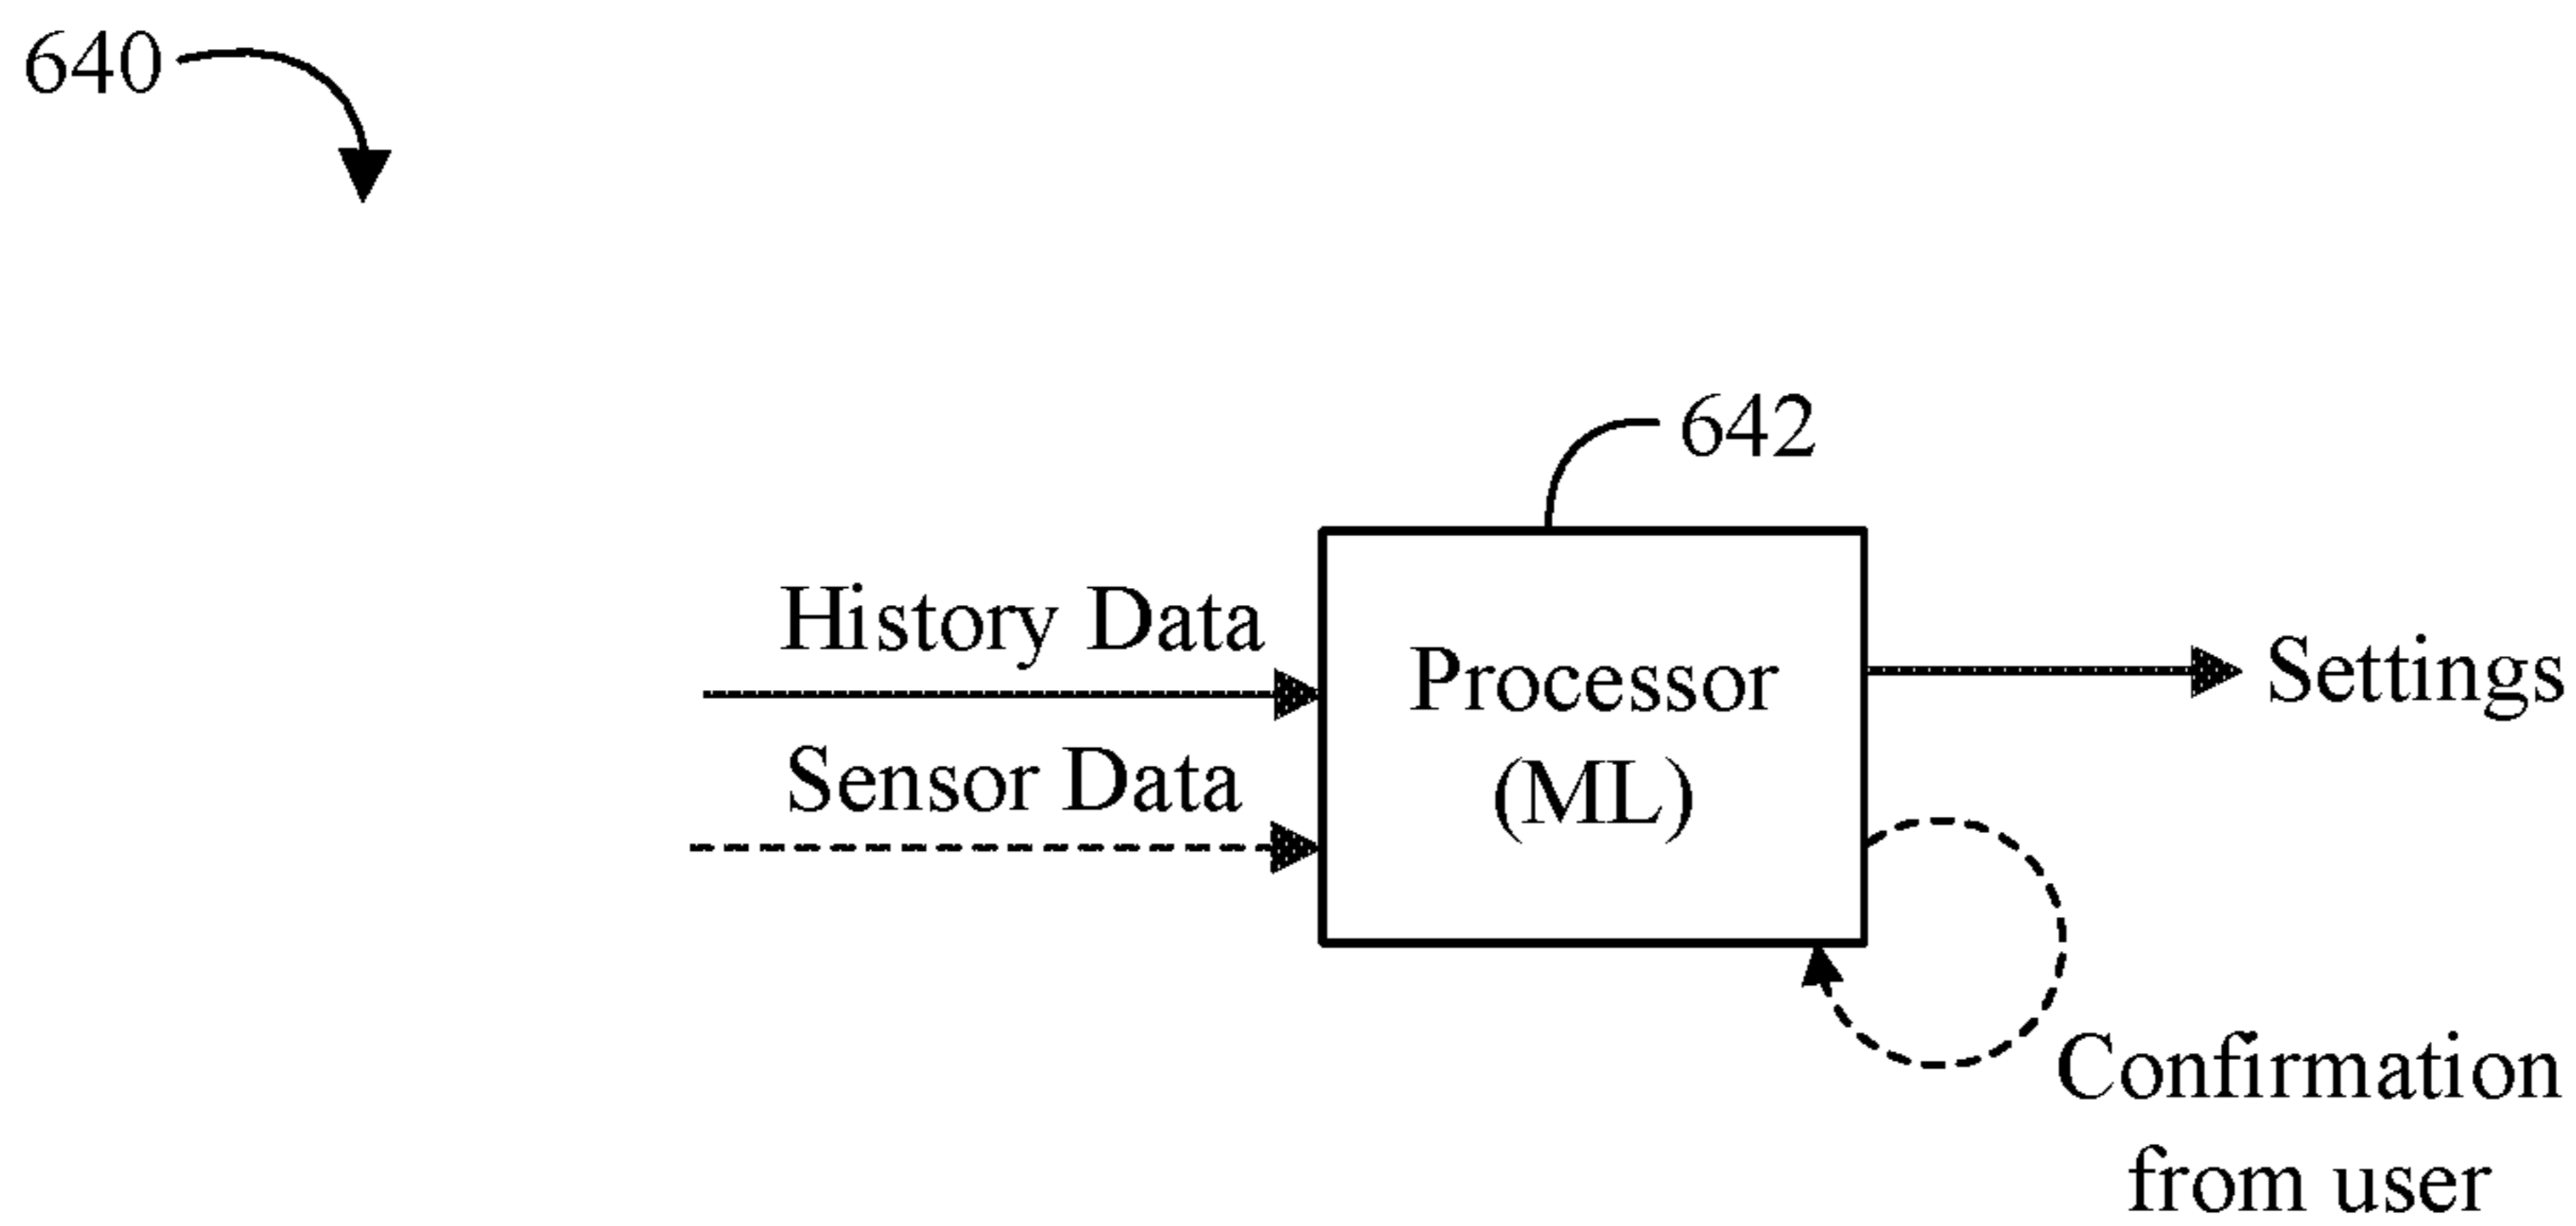 640
642
History Data
Sensor Data
Processor
(ML)
Settings
Confirmation
from user